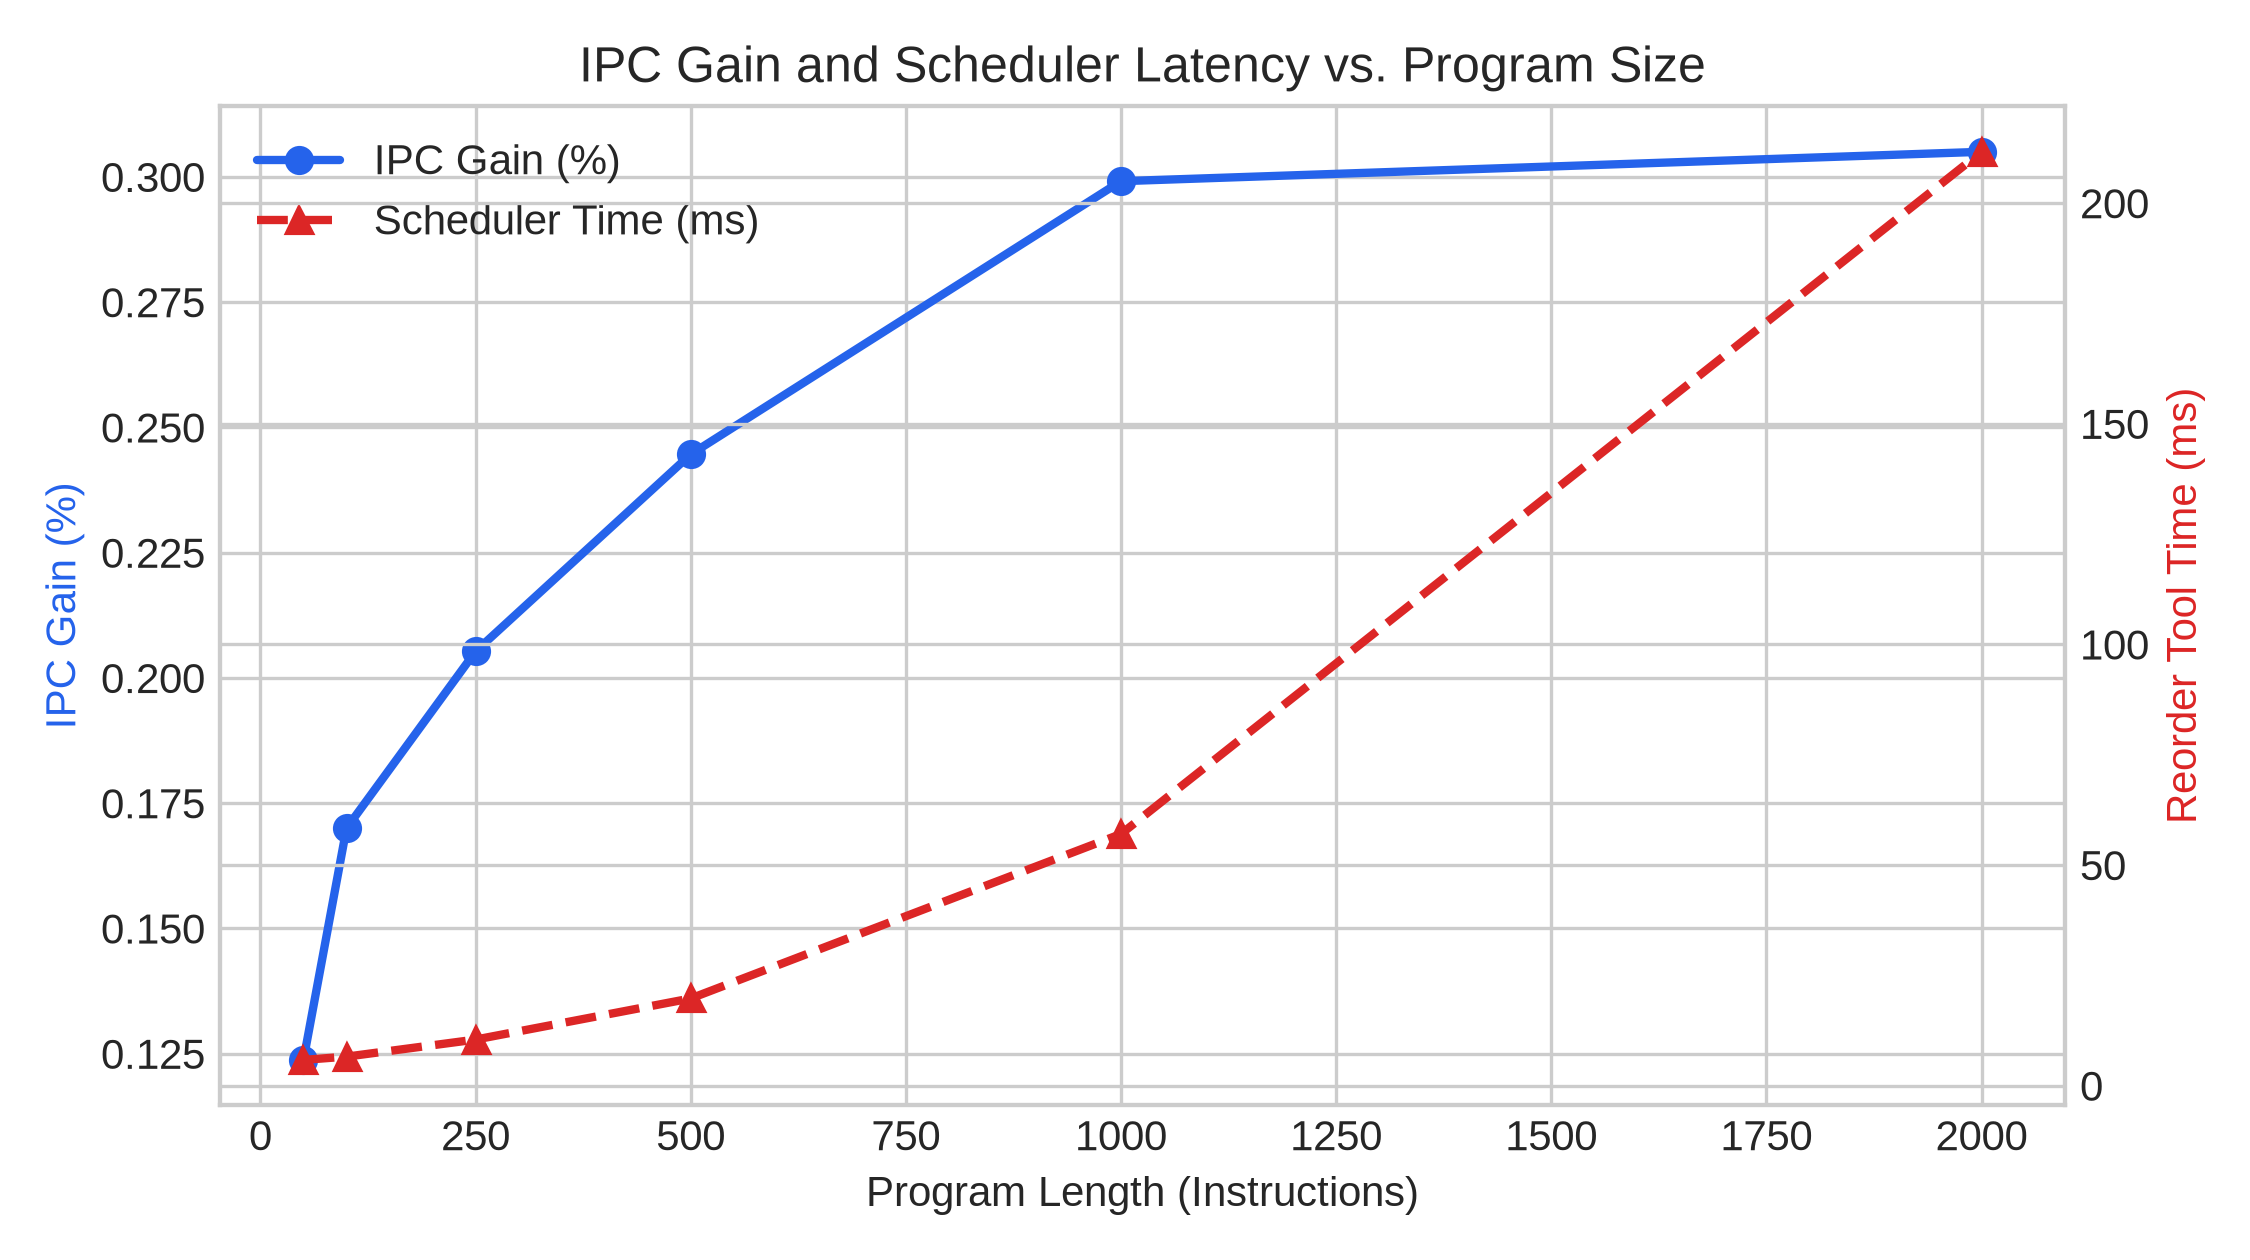 IPC Gain and Scheduler Latency vs. Program Size
IPC Gain (%)
Scheduler Time (ms)
0.300
0.275
0.250
0.225
0.200
0.175
0.150
0.125
IPC Gain (%)
200
150
100
50
0
Reorder Tool Time (ms)
0 250 500 750 1000 1250 1500 1750 2000
Program Length (Instructions)